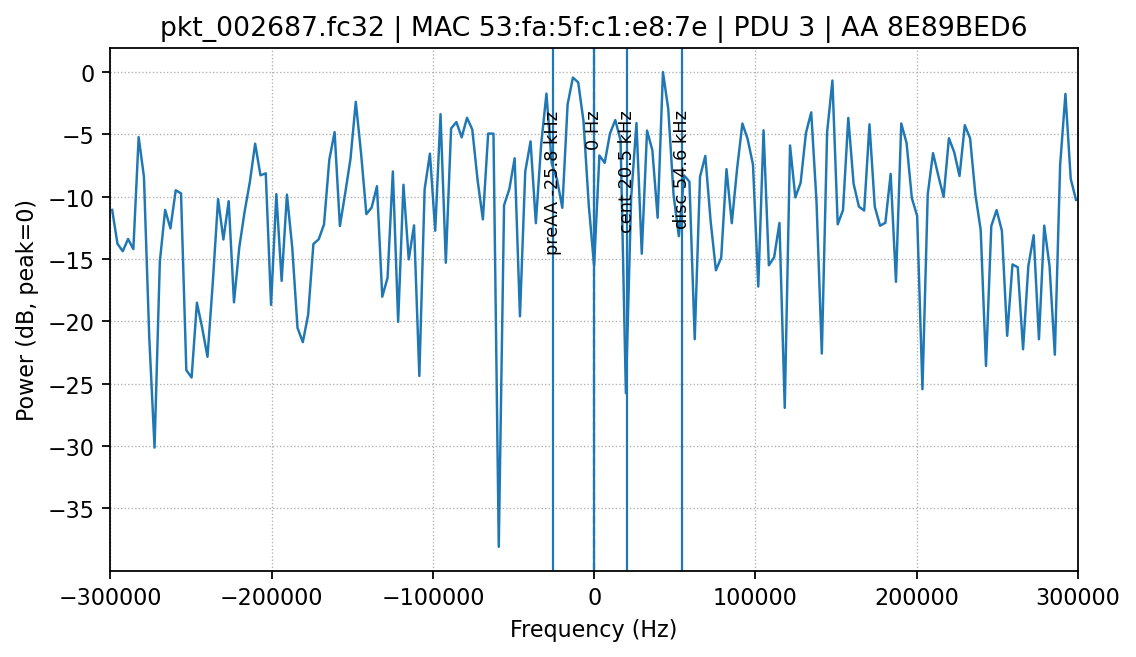 pkt_002687.fc32 | MAC 53:fa:5f:c1:e8:7e | PDU 3 | AA 8E89BED6
Power (dB, peak=0)
0
−5
−10
−15
−20
−25
−30
−35
preAA -25.8 kHz
0 Hz
cent 20.5 kHz
disc 54.6 kHz
−300000 −200000 −100000 0 100000 200000 300000
Frequency (Hz)